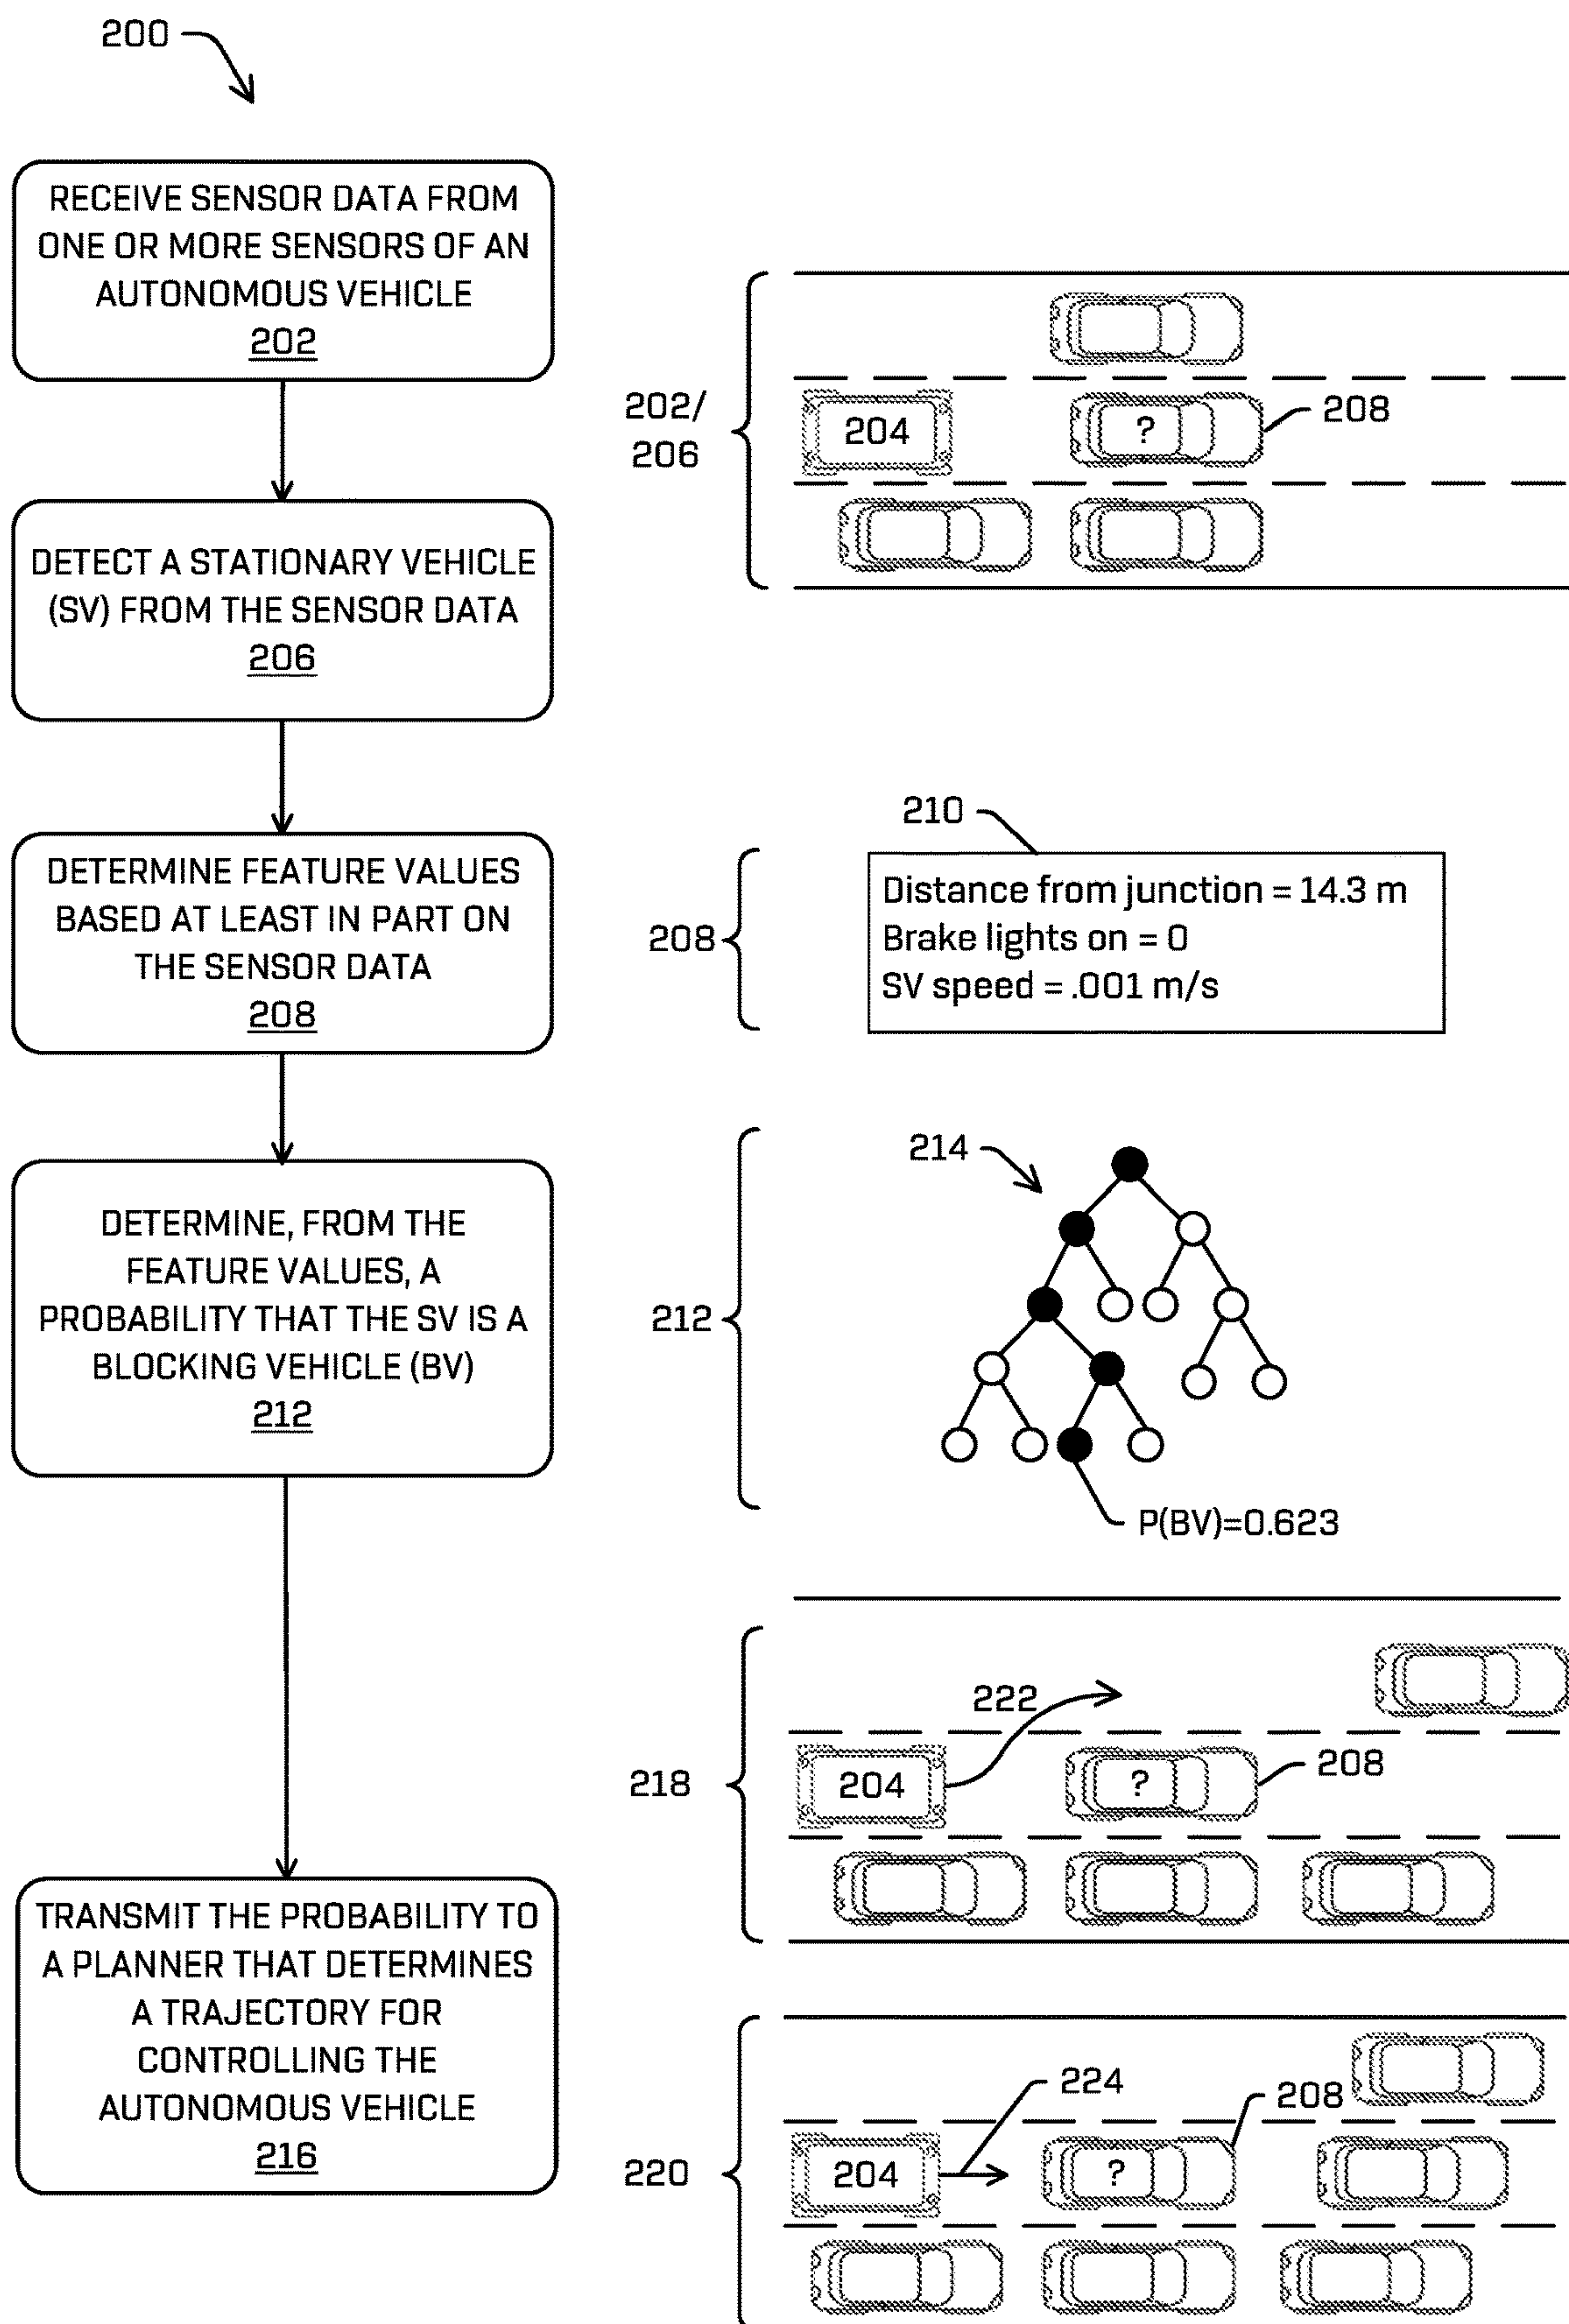 200
RECEIVE SENSOR DATA FROM
ONE OR MORE SENSORS OF AN
AUTONOMOUS VEHICLE
202
202/
206
204
?
208
DETECT A STATIONARY VEHICLE
(SV) FROM THE SENSOR DATA
206
DETERMINE FEATURE VALUES
BASED AT LEAST IN PART ON
THE SENSOR DATA
208
208
210
Distance from junction = 14.3 m
Brake lights on = 0
SV speed = .001 m/s
DETERMINE, FROM THE
FEATURE VALUES, A
PROBABILITY THAT THE SV IS A
BLOCKING VEHICLE (BV)
212
212
214
P(BV)=0.623
TRANSMIT THE PROBABILITY TO
A PLANNER THAT DETERMINES
A TRAJECTORY FOR
CONTROLLING THE
AUTONOMOUS VEHICLE
216
218
222
204
?
208
220
224
208
204
?